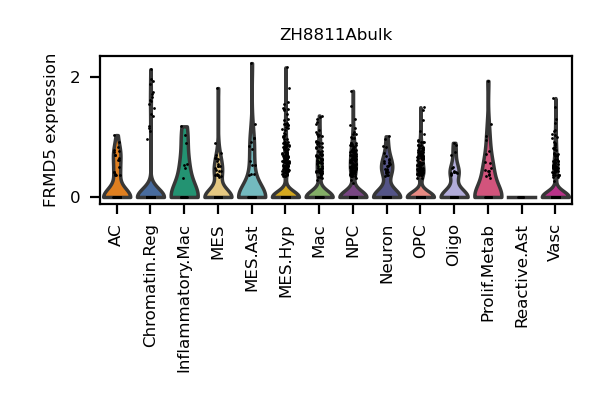 ZH8811Abulk
FRMD5 expression
2
0
AC
Chromatin.Reg
Inflammatory.Mac
MES
MES.Ast
MES.Hyp
Mac
NPC
Neuron
OPC
Oligo
Prolif.Metab
Reactive.Ast
Vasc